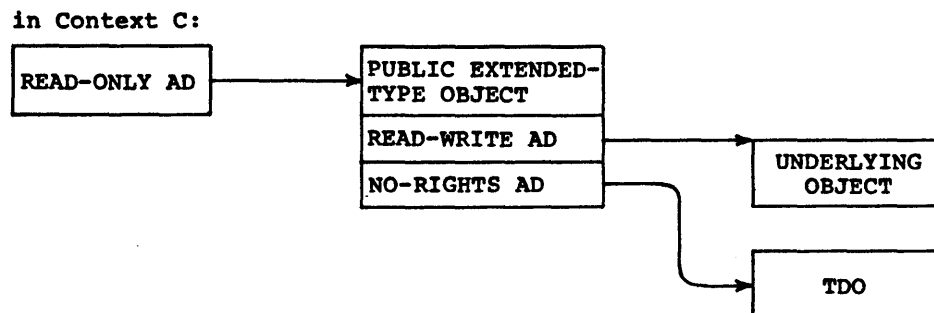 in Context C:
READ-ONLY AD
PUBLIC EXTENDED-
TYPE OBJECT
READ-WRITE AD
NO-RIGHTS AD
UNDERLYING
OBJECT
TDO